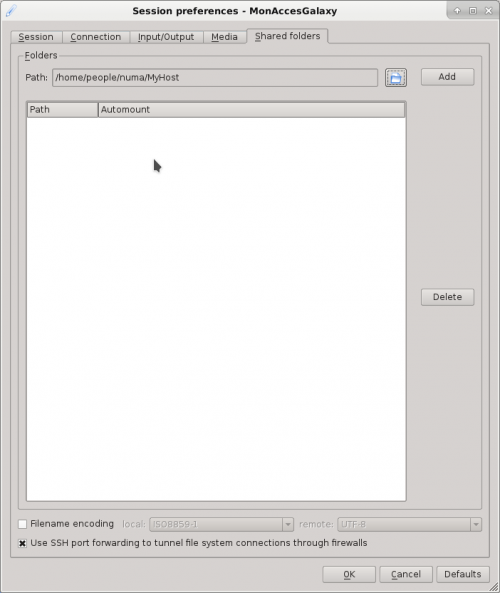 Session preferences - MonAccesGalaxy
Session Connection Input/Output Media Shared folders
Folders
Path: /home/people/numa/MyHost Add
Path Automount
Delete
Filename encoding local: ISO8859-1 remote: UTF-8
Use SSH port forwarding to tunnel file system connections through firewalls
OK Cancel Defaults